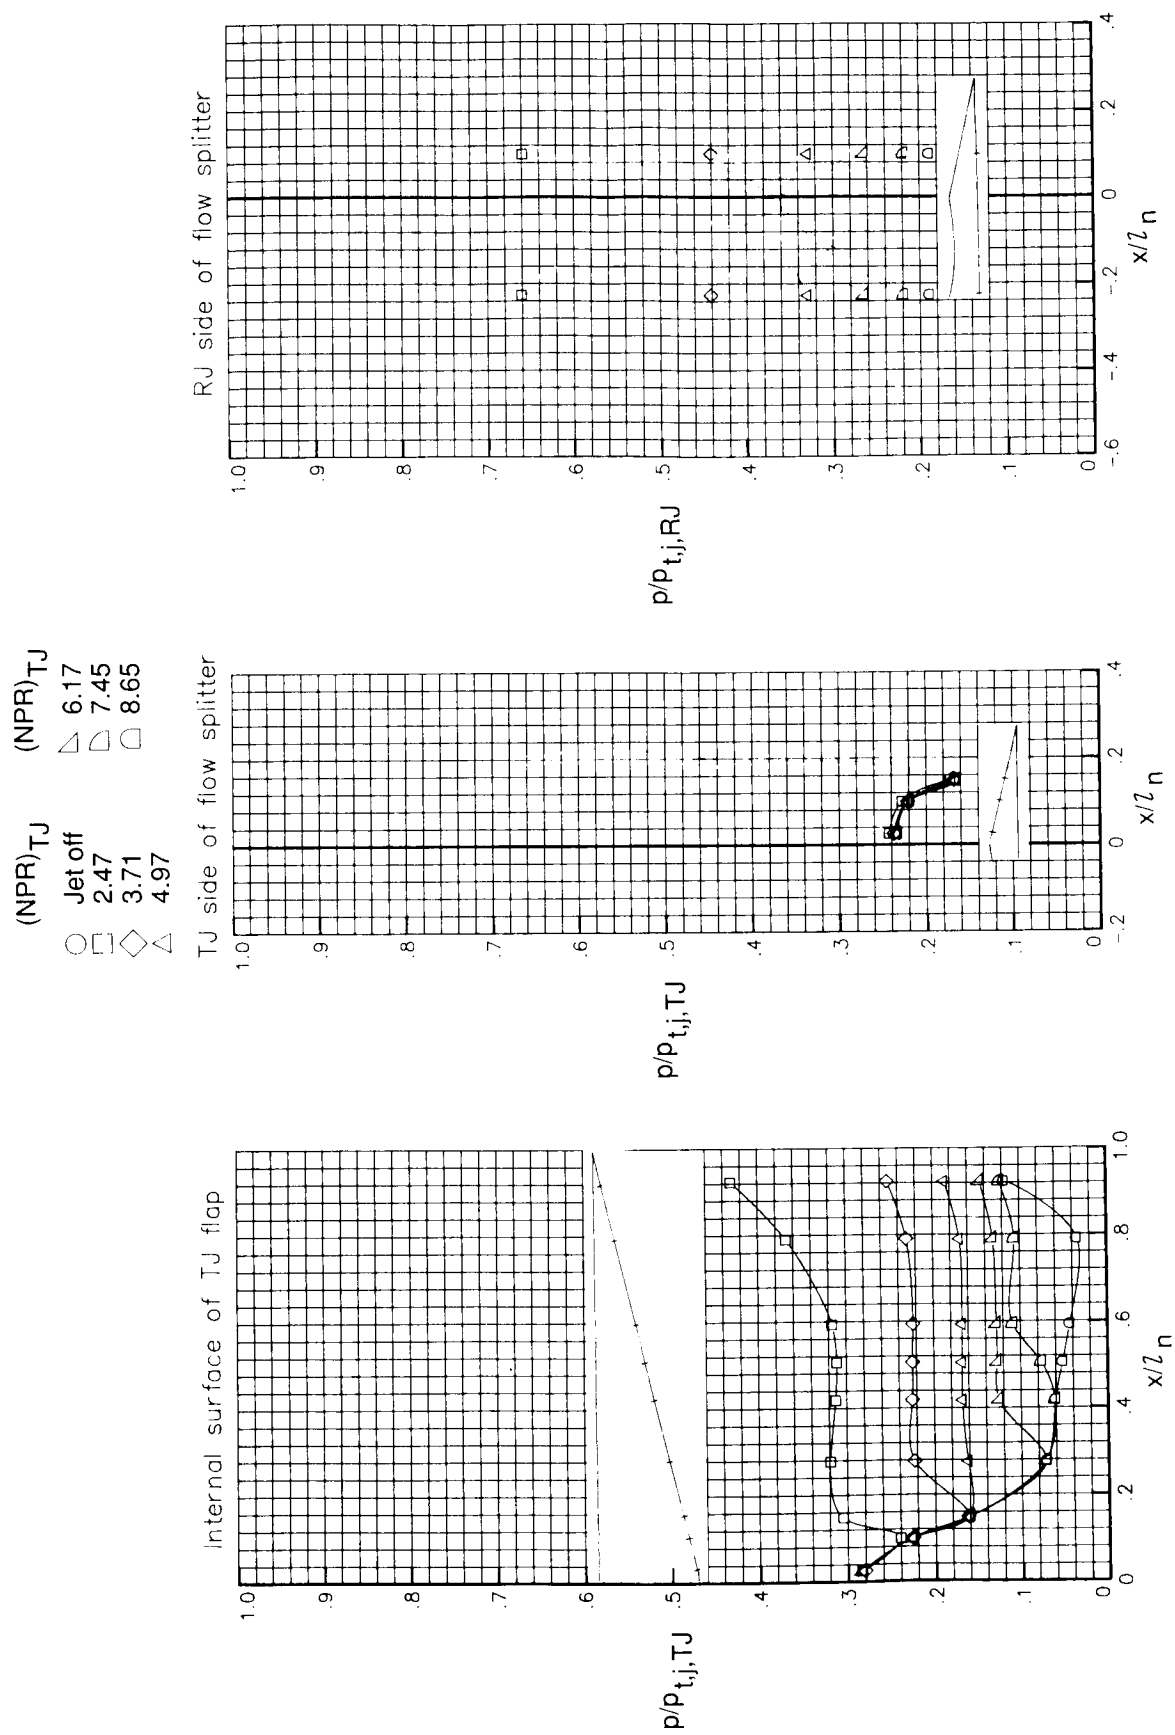 (NPR)TJ (NPR)TJ
○ Jet off △ 6.17
□ 2.47 7.45
◇ 3.71 8.65
△ 4.97
Internal surface of TJ flap
1.0
.9
.8
.7
.6
.5
.4
.3
.2
.1
0
p/pt,j,TJ
0 .2 .4 .6 .8 1.0
x/ln
TJ side of flow splitter
1.0
.9
.8
.7
.6
.5
.4
.3
.2
.1
0
p/pt,j,TJ
-.2 0 .2 .4
x/ln
RJ side of flow splitter
1.0
.9
.8
.7
.6
.5
.4
.3
.2
.1
0
p/pt,j,RJ
-.6 -.4 -.2 0 .2 .4
x/ln